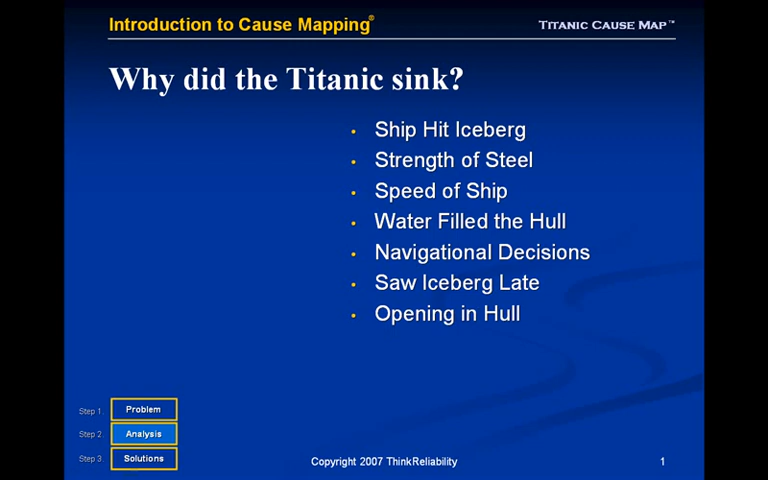 Introduction to Cause Mapping®
Titanic Cause Map™
Why did the Titanic sink?
• Ship Hit Iceberg
• Strength of Steel
• Speed of Ship
• Water Filled the Hull
• Navigational Decisions
• Saw Iceberg Late
• Opening in Hull
Step 1. Problem
Step 2. Analysis
Step 3. Solutions
Copyright 2007 ThinkReliability
1